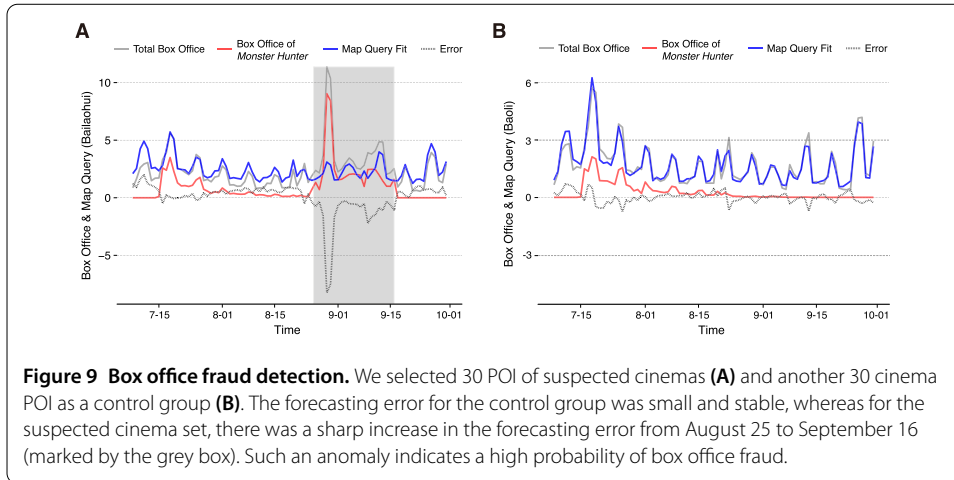 A
Total Box Office
Box Office of
Monster Hunter
Map Query Fit
Error
Box Office & Map Query (Bailaohui)
10
5
0
−5
7-15
8-01
8-15
9-01
9-15
10-01
Time
B
Total Box Office
Box Office of
Monster Hunter
Map Query Fit
Error
Box Office & Map Query (Baoli)
6
3
0
−3
7-15
8-01
8-15
9-01
9-15
10-01
Time
Figure 9 Box office fraud detection. We selected 30 POI of suspected cinemas (A) and another 30 cinema
POI as a control group (B). The forecasting error for the control group was small and stable, whereas for the
suspected cinema set, there was a sharp increase in the forecasting error from August 25 to September 16
(marked by the grey box). Such an anomaly indicates a high probability of box office fraud.